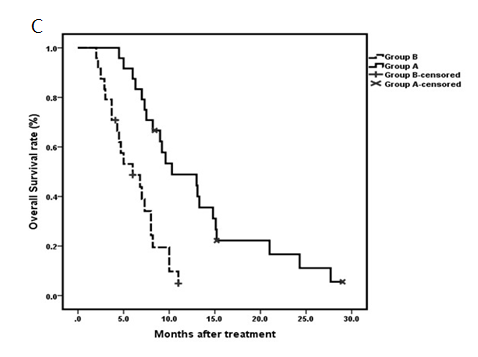 C
Group B
Group A
Group B-censored
Group A-censored
Overall Survival rate (%)
1.0
0.8
0.6
0.4
0.2
0.0
.0 5.0 10.0 15.0 20.0 25.0 30.0
Months after treatment